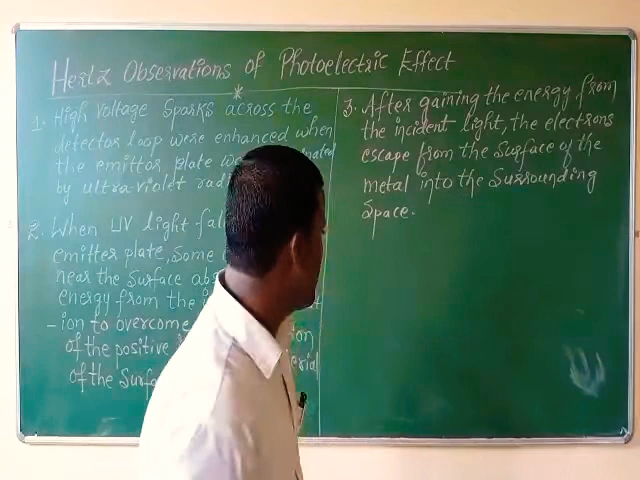 Hertz Observations of Photoelectric Effect
1. High Voltage Sparks across the
detector loop were enhanced when
the emittor plate
by ultra-violet
2. When UV light
emitter plate, some
near the Surface
energy from the
-ion to overcome
of the positive
of the
3. After gaining the energy from
the incident light, the electrons
escape from the Surface of the
metal into the Surrounding
Space.